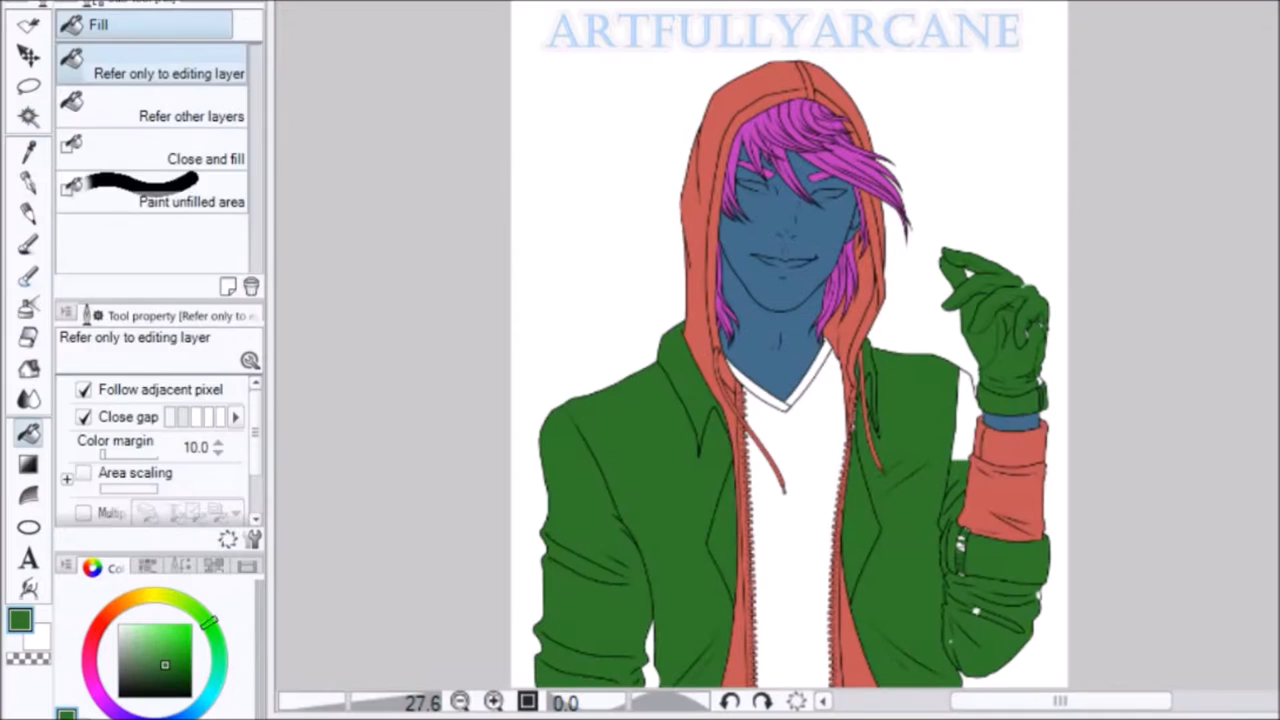 Fill
ARTFULLYARCANE
Refer only to editing layer
Refer other layers
Close and fill
Paint unfilled area
Tool property [Refer only to
Refer only to editing layer
Follow adjacent pixel
Close gap
Color margin
10.0
Area scaling
Multip
Co
A
27.6
0.0